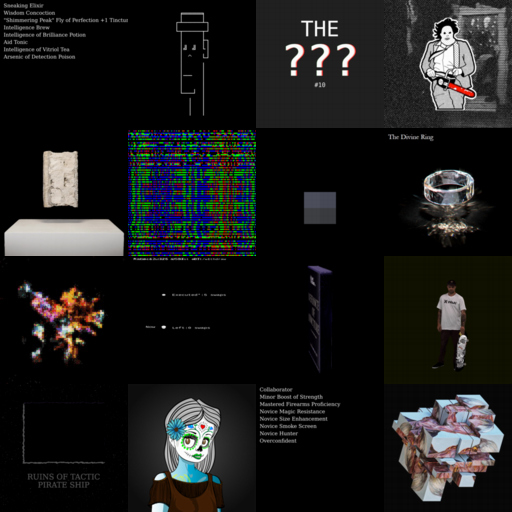 Sneaking Elixir
Wisdom Concoction
"Shimmering Peak" Fly of Perfection +1 Tinctur
Intelligence Brew
Intelligence of Brilliance Potion
Aid Tonic
Intelligence of Vitriol Tea
Arsenic of Detection Poison
THE
???
#10
The Divine Ring
RUINS OF TACTIC
PIRATE SHIP
Collaborator
Minor Boost of Strength
Mastered Firearms Proficiency
Novice Magic Resistance
Novice Size Enhancement
Novice Smoke Screen
Novice Hunter
Overconfident